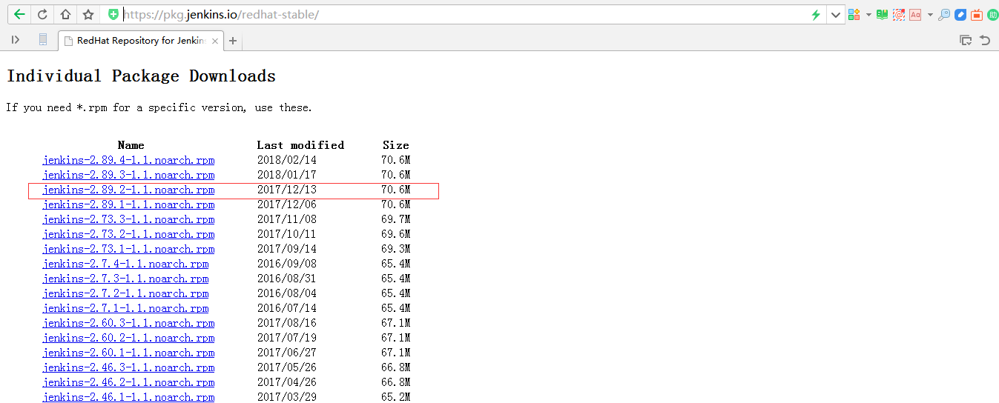 https://pkg.jenkins.io/redhat-stable/
RedHat Repository for Jenkin
Individual Package Downloads
If you need *.rpm for a specific version, use these.
Name Last modified Size
jenkins-2.89.4-1.1.noarch.rpm 2018/02/14 70.6M
jenkins-2.89.3-1.1.noarch.rpm 2018/01/17 70.6M
jenkins-2.89.2-1.1.noarch.rpm 2017/12/13 70.6M
jenkins-2.89.1-1.1.noarch.rpm 2017/12/06 70.6M
jenkins-2.73.3-1.1.noarch.rpm 2017/11/08 69.7M
jenkins-2.73.2-1.1.noarch.rpm 2017/10/11 69.6M
jenkins-2.73.1-1.1.noarch.rpm 2017/09/14 69.3M
jenkins-2.7.4-1.1.noarch.rpm 2016/09/08 65.4M
jenkins-2.7.3-1.1.noarch.rpm 2016/08/31 65.4M
jenkins-2.7.2-1.1.noarch.rpm 2016/08/04 65.4M
jenkins-2.7.1-1.1.noarch.rpm 2016/07/14 65.4M
jenkins-2.60.3-1.1.noarch.rpm 2017/08/16 67.1M
jenkins-2.60.2-1.1.noarch.rpm 2017/07/19 67.1M
jenkins-2.60.1-1.1.noarch.rpm 2017/06/27 67.1M
jenkins-2.46.3-1.1.noarch.rpm 2017/05/26 66.8M
jenkins-2.46.2-1.1.noarch.rpm 2017/04/26 66.8M
jenkins-2.46.1-1.1.noarch.rpm 2017/03/29 65.2M